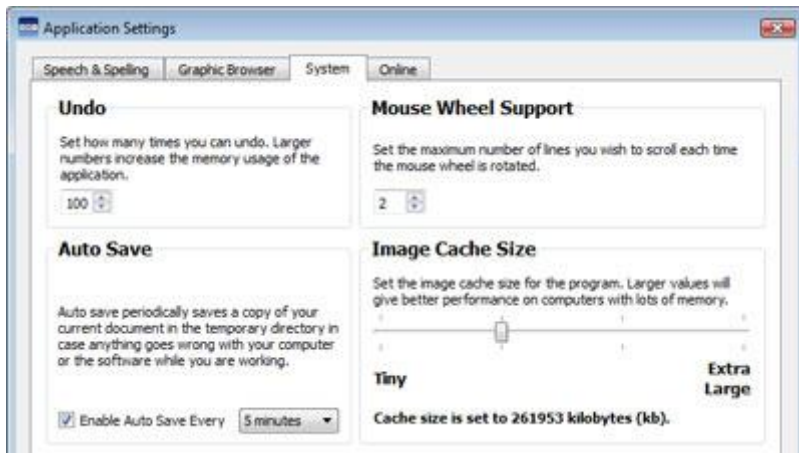 Application Settings
Speech & Spelling
Graphic Browser
System
Online
Undo
Set how many times you can undo. Larger
numbers increase the memory usage of the
application.
100
Mouse Wheel Support
Set the maximum number of lines you wish to scroll each time
the mouse wheel is rotated.
2
Auto Save
Auto save periodically saves a copy of your
current document in the temporary directory in
case anything goes wrong with your computer
or the software while you are working.
Enable Auto Save Every
5 minutes
Image Cache Size
Set the image cache size for the program. Larger values will
give better performance on computers with lots of memory.
Tiny
Extra
Large
Cache size is set to 261953 kilobytes (kb).